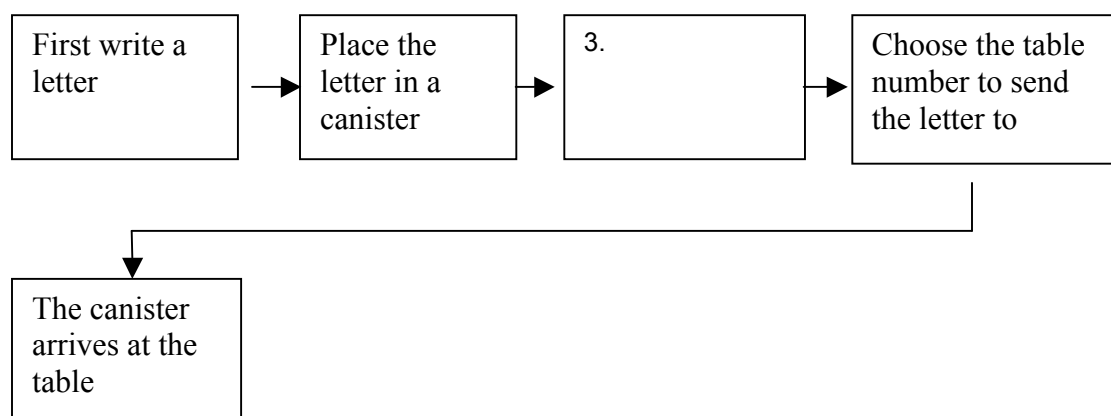 First write a
letter
Place the
letter in a
canister
3.
Choose the table
number to send
the letter to
The canister
arrives at the
table